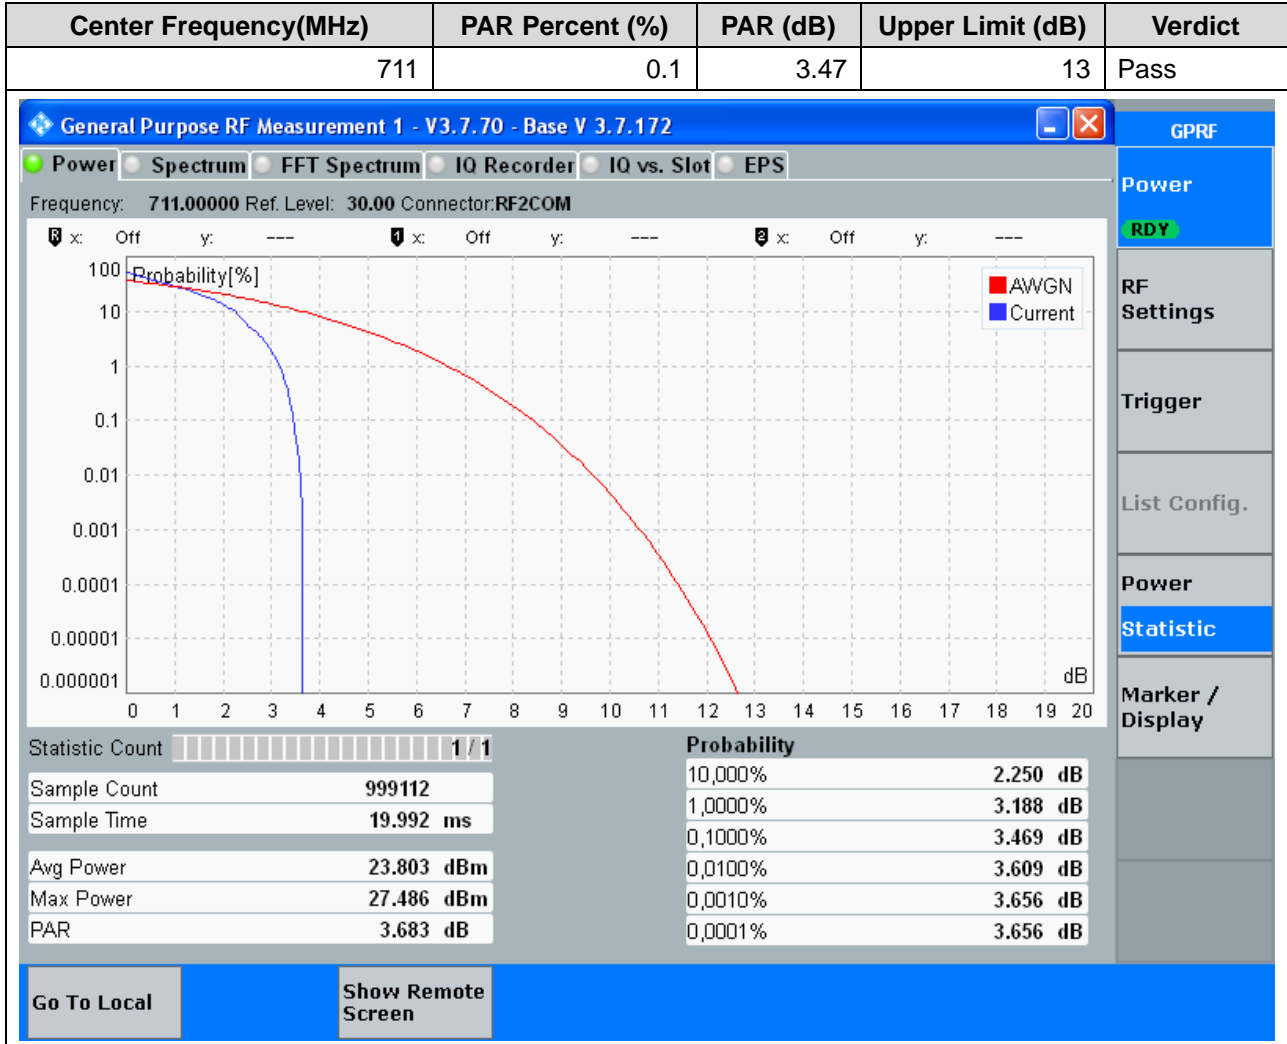 Center Frequency(MHz) PAR Percent (%) PAR (dB) Upper Limit (dB) Verdict
711 0.1 3.47 13 Pass
General Purpose RF Measurement 1 - V3.7.70 - Base V 3.7.172
GPRF
Power Spectrum FFT Spectrum IQ Recorder IQ vs. Slot EPS
Frequency: 711.00000 Ref. Level: 30.00 Connector:RF2COM
R x: Off y: --- 1 x: Off y: --- 2 x: Off y: ---
Power
RDY
RF
Settings
Trigger
List Config.
Power
Statistic
Marker /
Display
Probability[%]
AWGN
Current
100
10
1
0.1
0.01
0.001
0.0001
0.00001
0.000001
dB
0 1 2 3 4 5 6 7 8 9 10 11 12 13 14 15 16 17 18 19 20
Statistic Count 1 / 1
Sample Count 999112
Sample Time 19.992 ms
Avg Power 23.803 dBm
Max Power 27.486 dBm
PAR 3.683 dB
Probability
10,000% 2.250 dB
1,0000% 3.188 dB
0,1000% 3.469 dB
0,0100% 3.609 dB
0,0010% 3.656 dB
0,0001% 3.656 dB
Go To Local
Show Remote
Screen